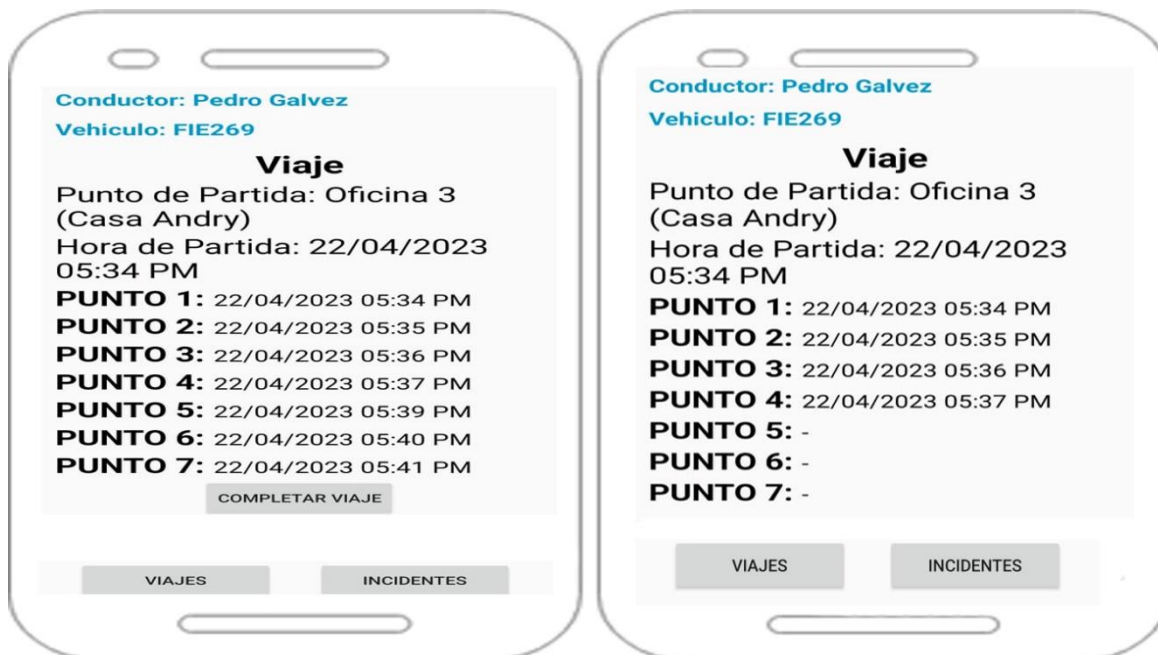 Conductor: Pedro Galvez
Vehiculo: FIE269
Viaje
Punto de Partida: Oficina 3
(Casa Andry)
Hora de Partida: 22/04/2023
05:34 PM
PUNTO 1: 22/04/2023 05:34 PM
PUNTO 2: 22/04/2023 05:35 PM
PUNTO 3: 22/04/2023 05:36 PM
PUNTO 4: 22/04/2023 05:37 PM
PUNTO 5: 22/04/2023 05:39 PM
PUNTO 6: 22/04/2023 05:40 PM
PUNTO 7: 22/04/2023 05:41 PM
COMPLETAR VIAJE
VIAJES
INCIDENTES
Conductor: Pedro Galvez
Vehiculo: FIE269
Viaje
Punto de Partida: Oficina 3
(Casa Andry)
Hora de Partida: 22/04/2023
05:34 PM
PUNTO 1: 22/04/2023 05:34 PM
PUNTO 2: 22/04/2023 05:35 PM
PUNTO 3: 22/04/2023 05:36 PM
PUNTO 4: 22/04/2023 05:37 PM
PUNTO 5: -
PUNTO 6: -
PUNTO 7: -
VIAJES
INCIDENTES